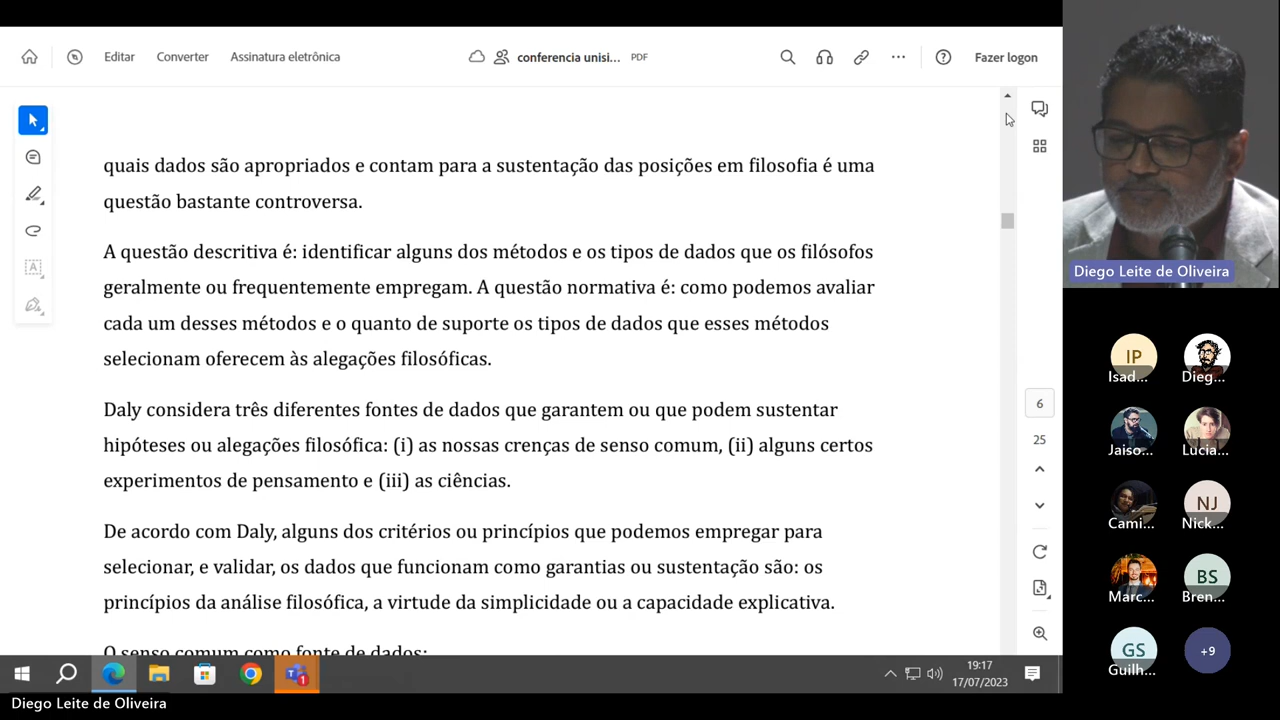 Editar Converter Assinatura eletrônica conferencia unisi... PDF Fazer logon
quais dados são apropriados e contam para a sustentação das posições em filosofia é uma
questão bastante controversa.
A questão descritiva é: identificar alguns dos métodos e os tipos de dados que os filósofos
geralmente ou frequentemente empregam. A questão normativa é: como podemos avaliar
cada um desses métodos e o quanto de suporte os tipos de dados que esses métodos
selecionam oferecem às alegações filosóficas.
Daly considera três diferentes fontes de dados que garantem ou que podem sustentar
hipóteses ou alegações filosófica: (i) as nossas crenças de senso comum, (ii) alguns certos
experimentos de pensamento e (iii) as ciências.
De acordo com Daly, alguns dos critérios ou princípios que podemos empregar para
selecionar, e validar, os dados que funcionam como garantias ou sustentação são: os
princípios da análise filosófica, a virtude da simplicidade ou a capacidade explicativa.
O senso comum como fonte de dados:
6
25
Diego Leite de Oliveira
IP
Isad... Dieg...
Jaiso... Lucia...
NJ
Cami... Nick...
BS
Marc... Bren...
GS +9
Guilh...
1
19:17
17/07/2023
Diego Leite de Oliveira